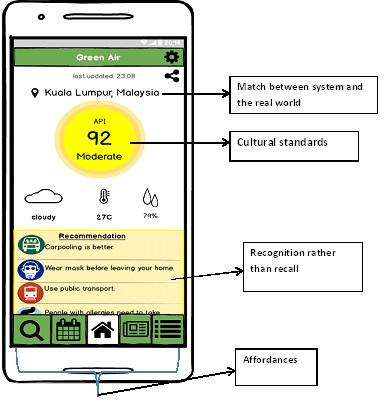 20:14
Green Air
last updated: 23:08
Kuala Lumpur, Malaysia
API
92
Moderate
cloudy
27C
79%
Recommendation
Carpooling is better.
Wear mask before leaving your home.
Use public transport.
People with allergies need to take
Match between system and
the real world
Cultural standards
Recognition rather
than recall
Affordances